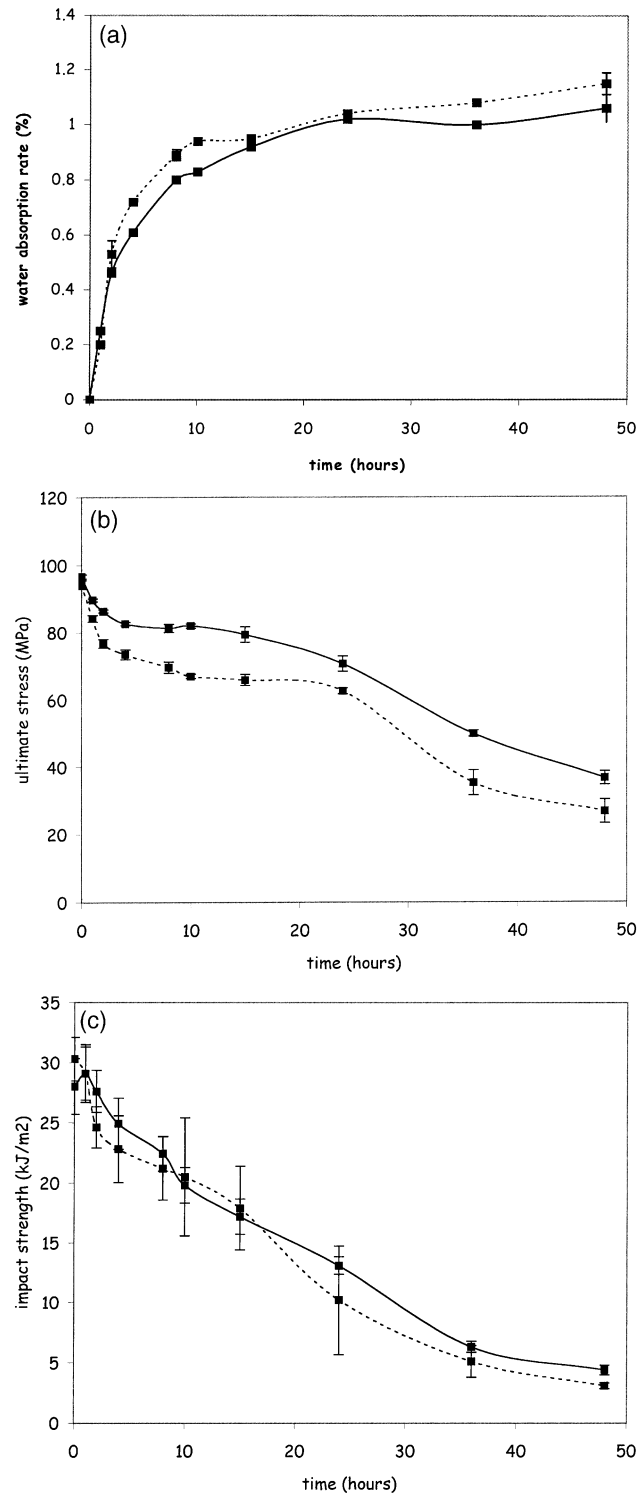 (a)
water absorption rate (%)
1.4
1.2
1
0.8
0.6
0.4
0.2
0
0 10 20 30 40 50
time (hours)
(b)
ultimate stress (MPa)
120
100
80
60
40
20
0
0 10 20 30 40 50
time (hours)
(c)
impact strength (kJ/m2)
35
30
25
20
15
10
5
0
0 10 20 30 40 50
time (hours)